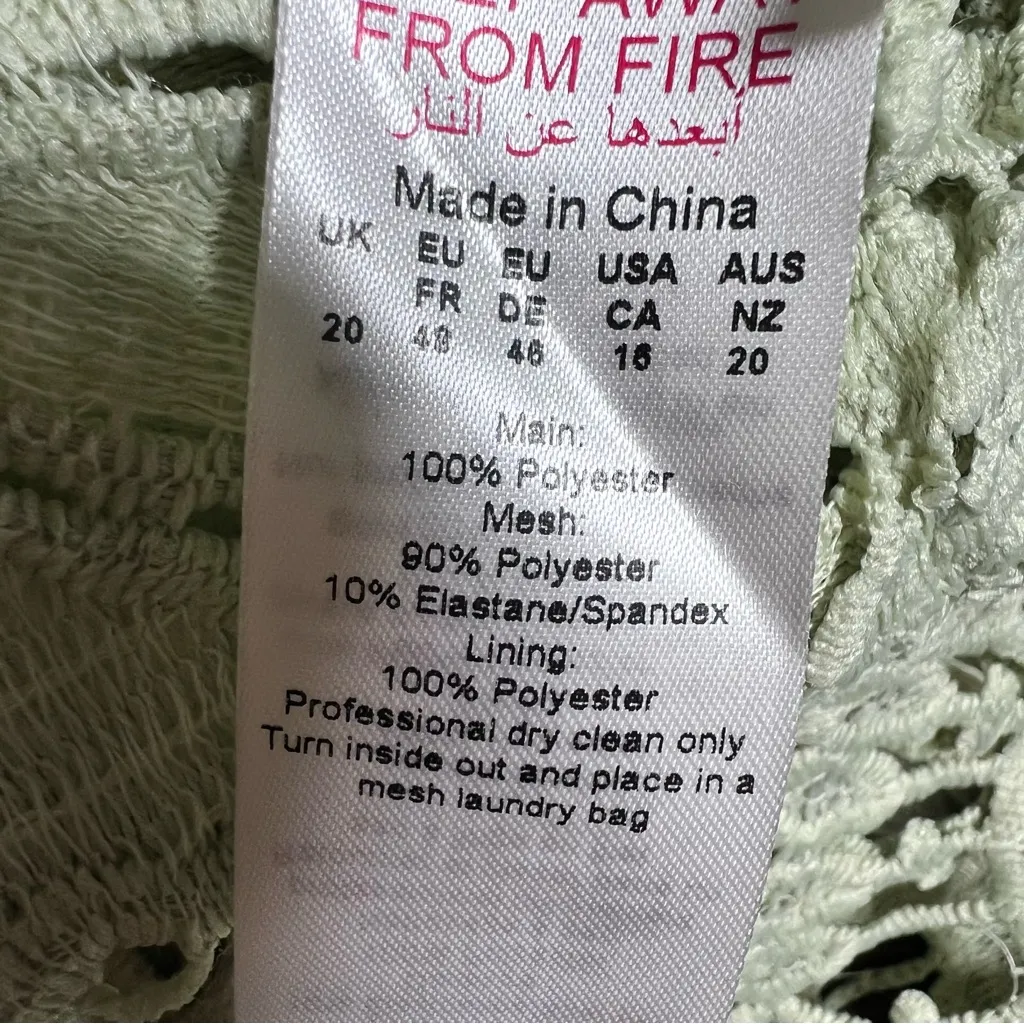 FROM FIRE
أبعدها عن النار
Made in China
UK EU EU USA AUS
FR DE CA NZ
20 48 46 16 20
Main:
100% Polyester
Mesh:
90% Polyester
10% Elastane/Spandex
Lining:
100% Polyester
Professional dry clean only
Turn inside out and place in a
mesh laundry bag